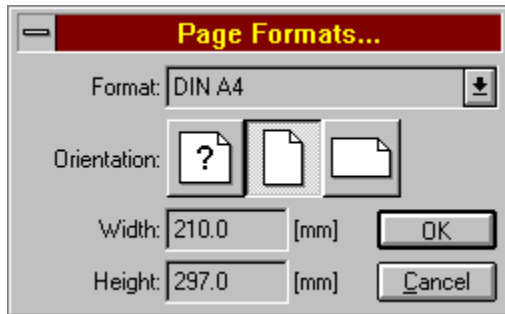 Page Formats...
Format: DIN A4
Orientation: ?
Width: 210.0 [mm] OK
Height: 297.0 [mm] Cancel